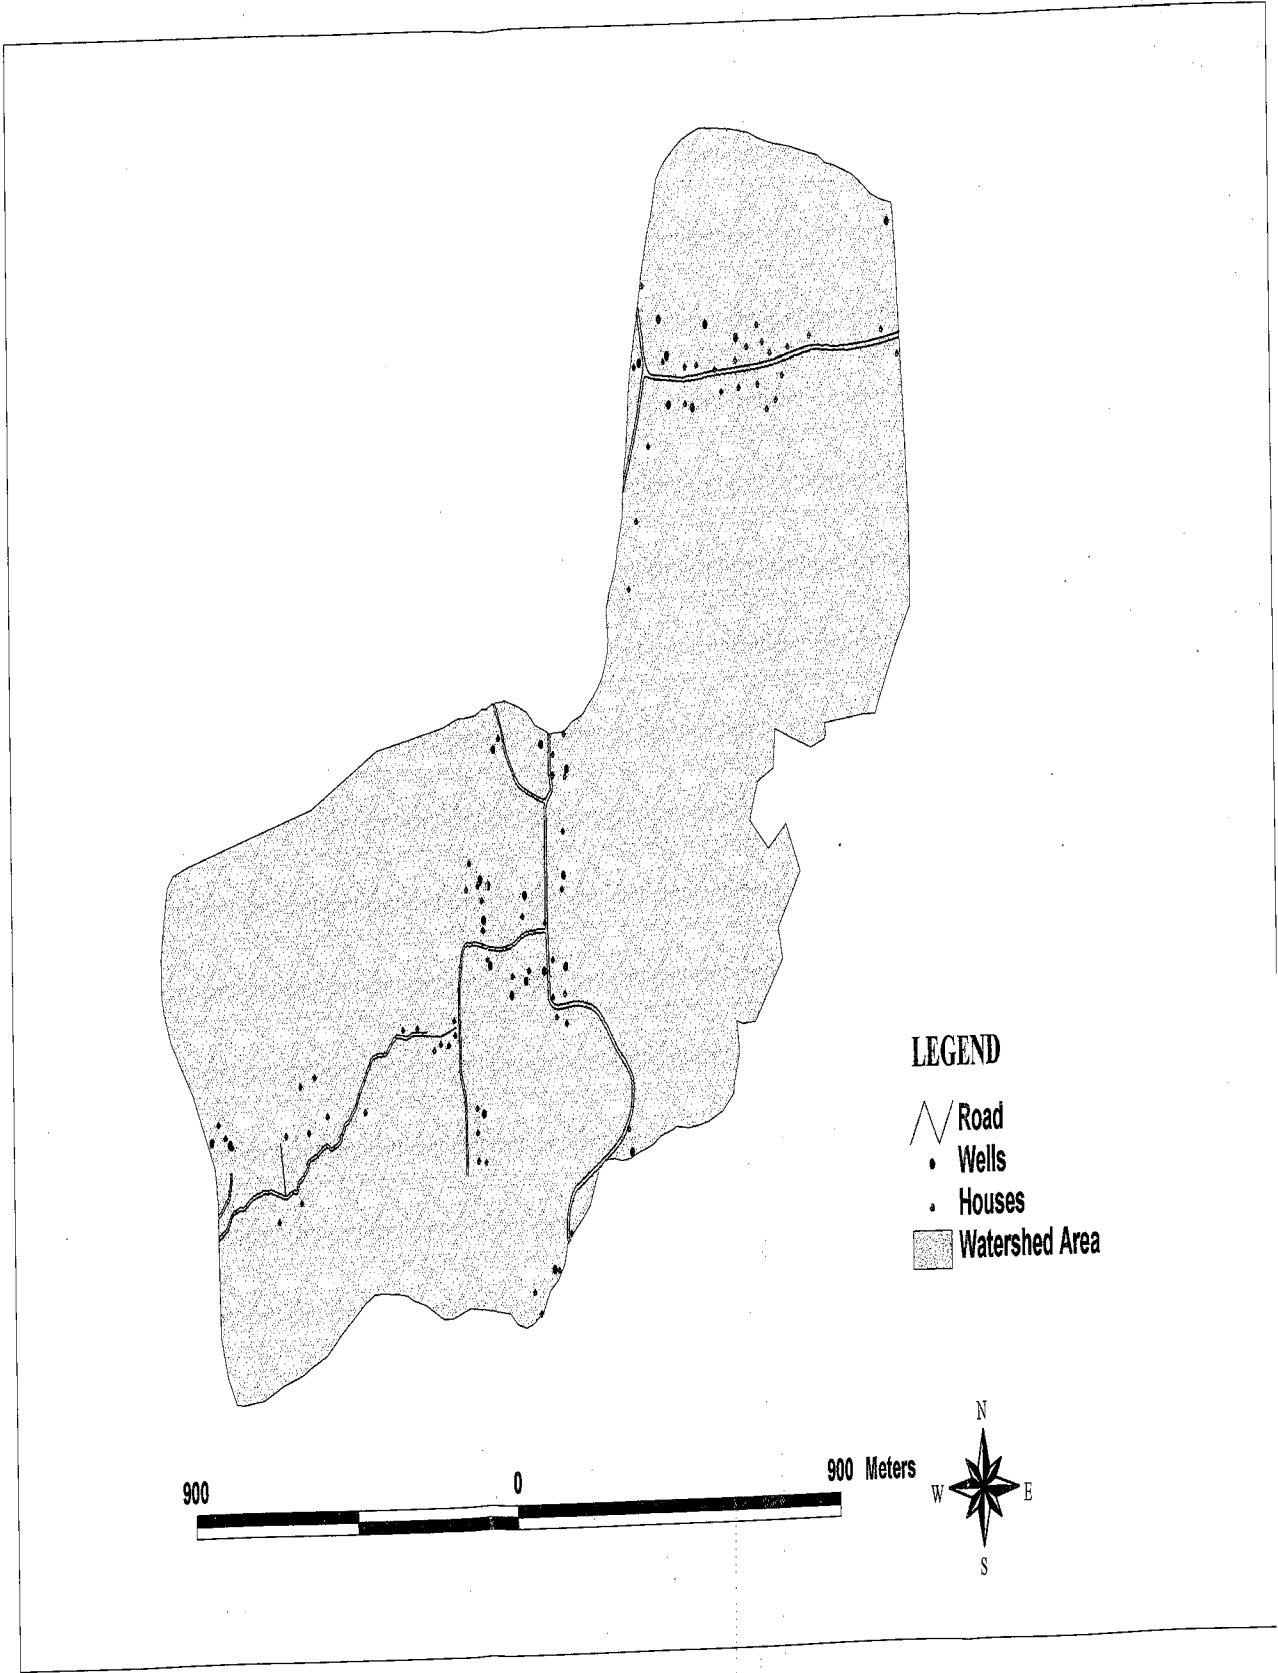 LEGEND
Road
Wells
Houses
Watershed Area
900 0 900 Meters
N
W E
S